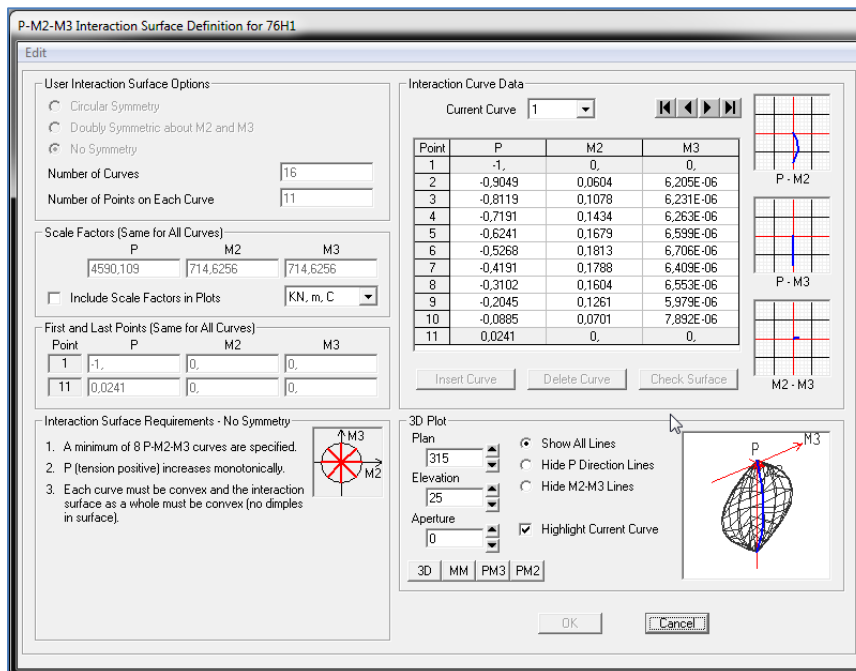 P-M2-M3 Interaction Surface Definition for 76H1
Edit
User Interaction Surface Options
Circular Symmetry
Doubly Symmetric about M2 and M3
No Symmetry
Number of Curves 16
Number of Points on Each Curve 11
Scale Factors (Same for All Curves)
P M2 M3
4590,109 714,6256 714,6256
Include Scale Factors in Plots KN, m, C
First and Last Points (Same for All Curves)
Point P M2 M3
1 -1, 0, 0,
11 0,0241 0, 0,
Interaction Surface Requirements - No Symmetry
1. A minimum of 8 P-M2-M3 curves are specified.
2. P (tension positive) increases monotonically.
3. Each curve must be convex and the interaction
surface as a whole must be convex (no dimples
in surface).
M3
M2
Interaction Curve Data
Current Curve 1
Point P M2 M3
1 -1, 0, 0,
2 -0,9049 0,0604 6,205E-06
3 -0,8119 0,1078 6,231E-06
4 -0,7191 0,1434 6,263E-06
5 -0,6241 0,1679 6,599E-06
6 -0,5268 0,1813 6,706E-06
7 -0,4191 0,1788 6,409E-06
8 -0,3102 0,1604 6,553E-06
9 -0,2045 0,1261 5,979E-06
10 -0,0885 0,0701 7,892E-06
11 0,0241 0, 0,
Insert Curve Delete Curve Check Surface
P - M2
P - M3
M2 - M3
3D Plot
Plan
315
Elevation
25
Aperture
0
Show All Lines
Hide P Direction Lines
Hide M2-M3 Lines
Highlight Current Curve
3D MM PM3 PM2
P M3
OK Cancel